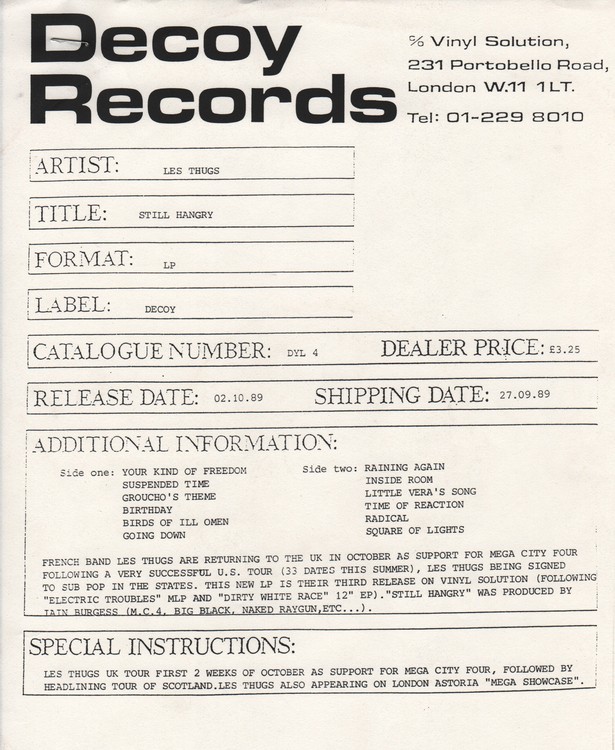 Decoy
Records
c/o Vinyl Solution,
231 Portobello Road,
London W.11 1LT.
Tel: 01-229 8010
ARTIST: LES THUGS
TITLE: STILL HANGRY
FORMAT: LP
LABEL: DECOY
CATALOGUE NUMBER: DYL 4 DEALER PRICE: £3.25
RELEASE DATE: 02.10.89 SHIPPING DATE: 27.09.89
ADDITIONAL INFORMATION:
Side one: YOUR KIND OF FREEDOM
SUSPENDED TIME
GROUCHO'S THEME
BIRTHDAY
BIRDS OF ILL OMEN
GOING DOWN
Side two: RAINING AGAIN
INSIDE ROOM
LITTLE VERA'S SONG
TIME OF REACTION
RADICAL
SQUARE OF LIGHTS
FRENCH BAND LES THUGS ARE RETURNING TO THE UK IN OCTOBER AS SUPPORT FOR MEGA CITY FOUR
FOLLOWING A VERY SUCCESSFUL U.S. TOUR (33 DATES THIS SUMMER), LES THUGS BEING SIGNED
TO SUB POP IN THE STATES. THIS NEW LP IS THEIR THIRD RELEASE ON VINYL SOLUTION (FOLLOWING
"ELECTRIC TROUBLES" MLP AND "DIRTY WHITE RACE" 12" EP)."STILL HANGRY" WAS PRODUCED BY
IAIN BURGESS (M.C.4, BIG BLACK, NAKED RAYGUN,ETC...).
SPECIAL INSTRUCTIONS:
LES THUGS UK TOUR FIRST 2 WEEKS OF OCTOBER AS SUPPORT FOR MEGA CITY FOUR, FOLLOWED BY
HEADLINING TOUR OF SCOTLAND.LES THUGS ALSO APPEARING ON LONDON ASTORIA "MEGA SHOWCASE".